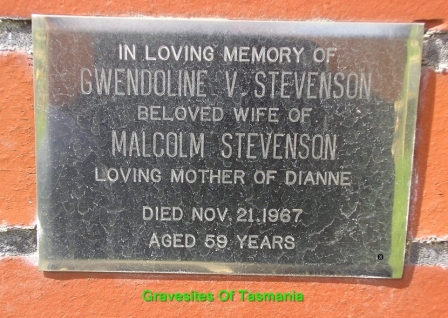 IN LOVING MEMORY OF
GWENDOLINE V. STEVENSON
BELOVED WIFE OF
MALCOLM STEVENSON
LOVING MOTHER OF DIANNE
DIED NOV. 21.1967
AGED 59 YEARS
Gravesites Of Tasmania